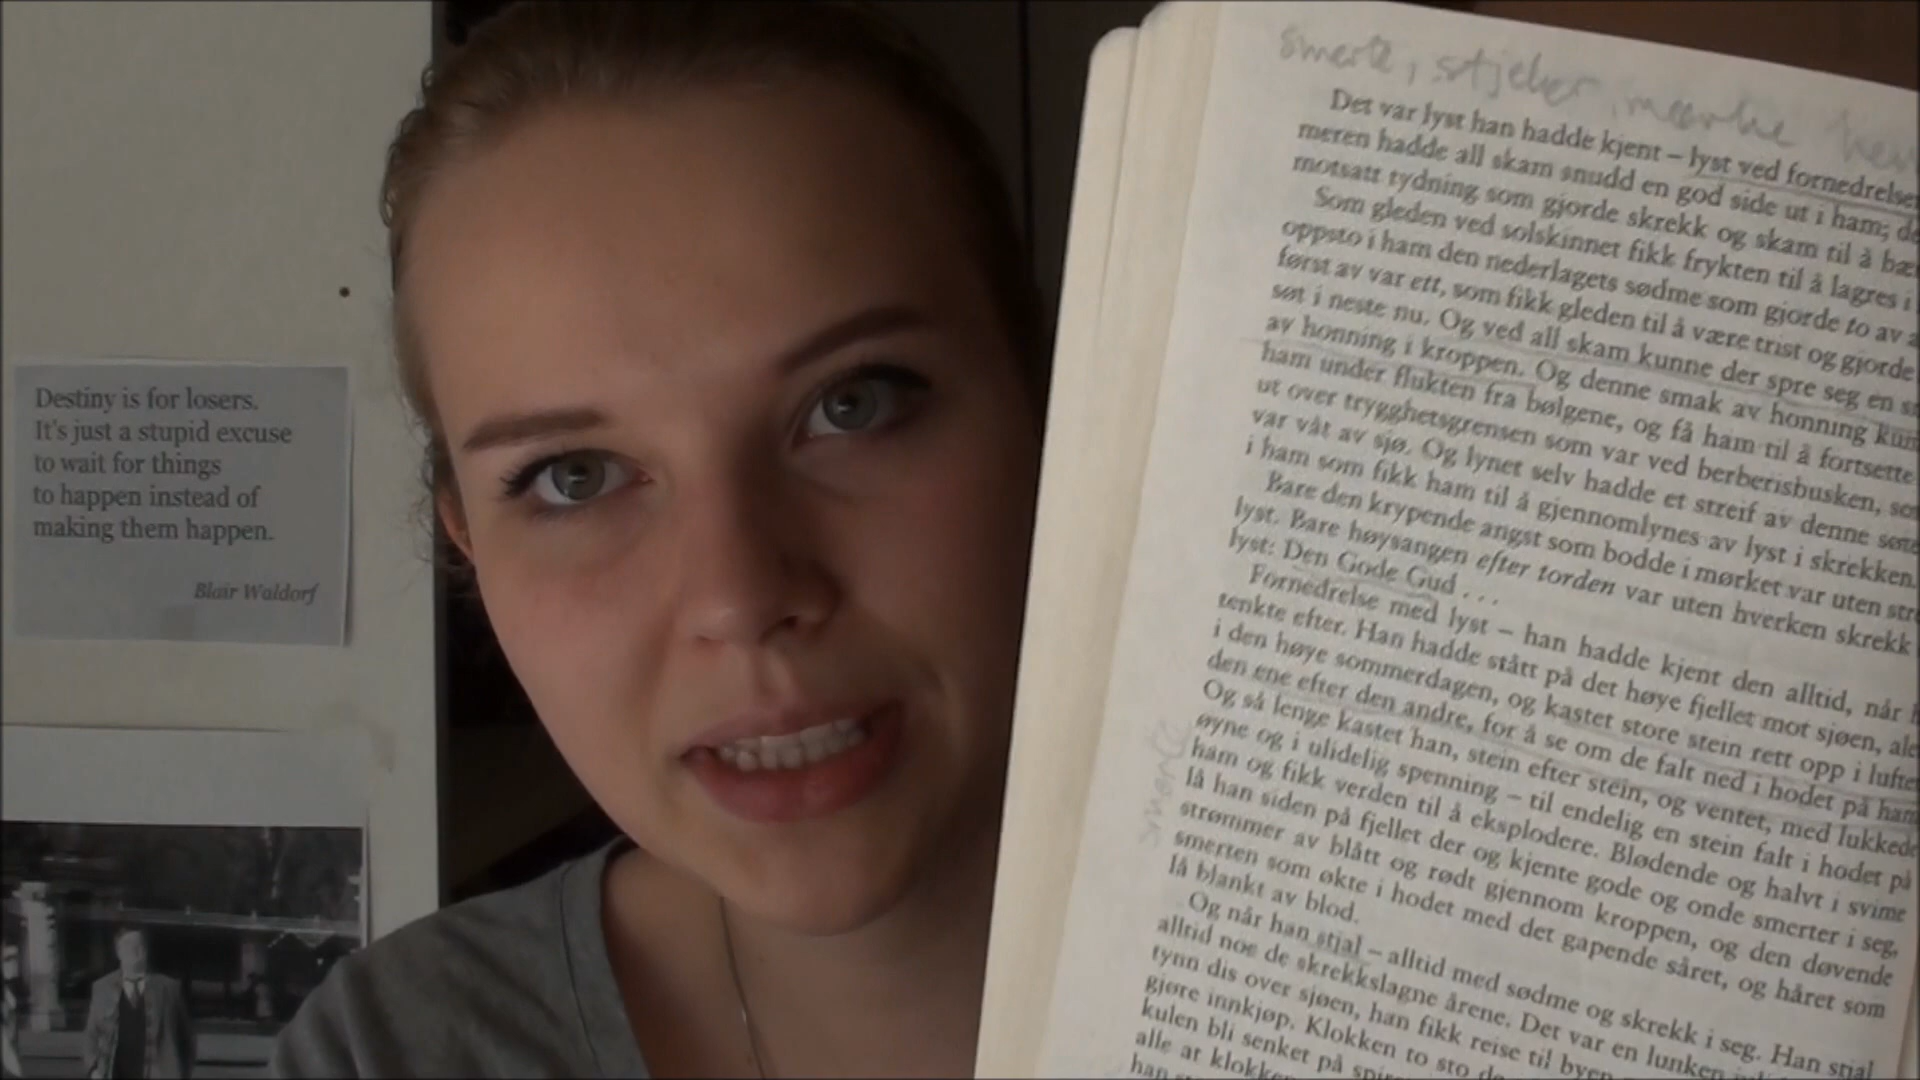 Destiny is for losers.
It's just a stupid excuse
to wait for things
to happen instead of
making them happen.
Blair Waldorf
smerte, stjeler, mørke
Det var lyst han hadde kjent – lyst ved fornedrelse
meren hadde all skam snudd en god side ut i ham;
motsatt tydning som gjorde skrekk og skam til å
Som gleden ved solskinnet fikk frykten til å lagres i
oppsto i ham den nederlagets sødme som gjorde to av
først av var ett, som fikk gleden til å være trist og gjorde
søt i neste nu. Og ved all skam kunne der spre seg en
av honning i kroppen. Og denne smak av honning
ham under flukten fra bølgene, og få ham til å fortsette
ut over trygghetsgrensen som var ved berberisbusken,
var våt av sjø. Og lynet selv hadde et streif av denne
i ham som fikk ham til å gjennomlynes av lyst i skrekken.
Bare den krypende angst som bodde i mørket var uten
lyst. Bare høysangen efter torden var uten hverken skrekk
lyst: Den Gode Gud . . .
Fornedrelse med lyst – han hadde kjent den alltid, når
tenkte efter. Han hadde stått på det høye fjellet mot sjøen,
i den høye sommerdagen, og kastet store stein rett opp i
den ene efter den andre, for å se om de falt ned i hodet på
Og så lenge kastet han, stein efter stein, og ventet, med
øyne og i ulidelig spenning – til endelig en stein falt i hodet på
ham og fikk verden til å eksplodere. Blødende og halvt i svime
lå han siden på fjellet der og kjente gode og onde smerter i seg,
strømmer av blått og rødt gjennom kroppen, og den døvende
smerten som økte i hodet med det gapende såret, og håret som
lå blankt av blod.
Og når han stjal – alltid med sødme og skrekk i seg. Han stjal
alltid noe de skrekkslagne årene. Det var en lunken
tynn dis over sjøen, han fikk reise til byen
gjøre innkjøp. Klokken to sto
kulen bli senket på
alle at
han
smerte